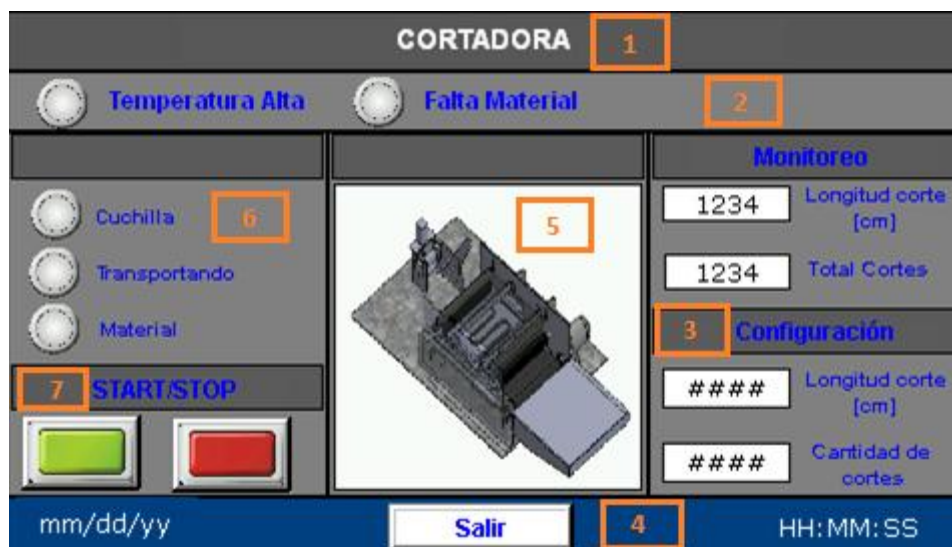 CORTADORA 1
Temperatura Alta Falta Material 2
Monitoreo
1234 Longitud corte
[cm]
1234 Total Cortes
3 Configuración
#### Longitud corte
[cm]
#### Cantidad de
cortes
5
Cuchilla 6
Transportando
Material
7 START/STOP
mm/dd/yy Salir 4 HH:MM:SS